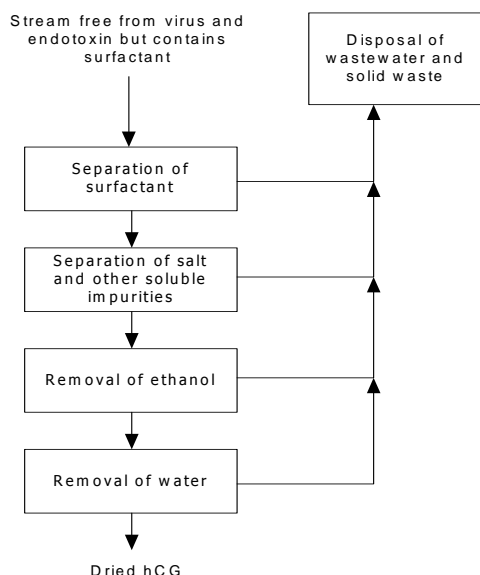 Stream free from virus and
endotoxin but contains
surfactant
Disposal of
wastewater and
solid waste
Separation of
surfactant
Separation of salt
and other soluble
impurities
Removal of ethanol
Removal of water
Dried hCG